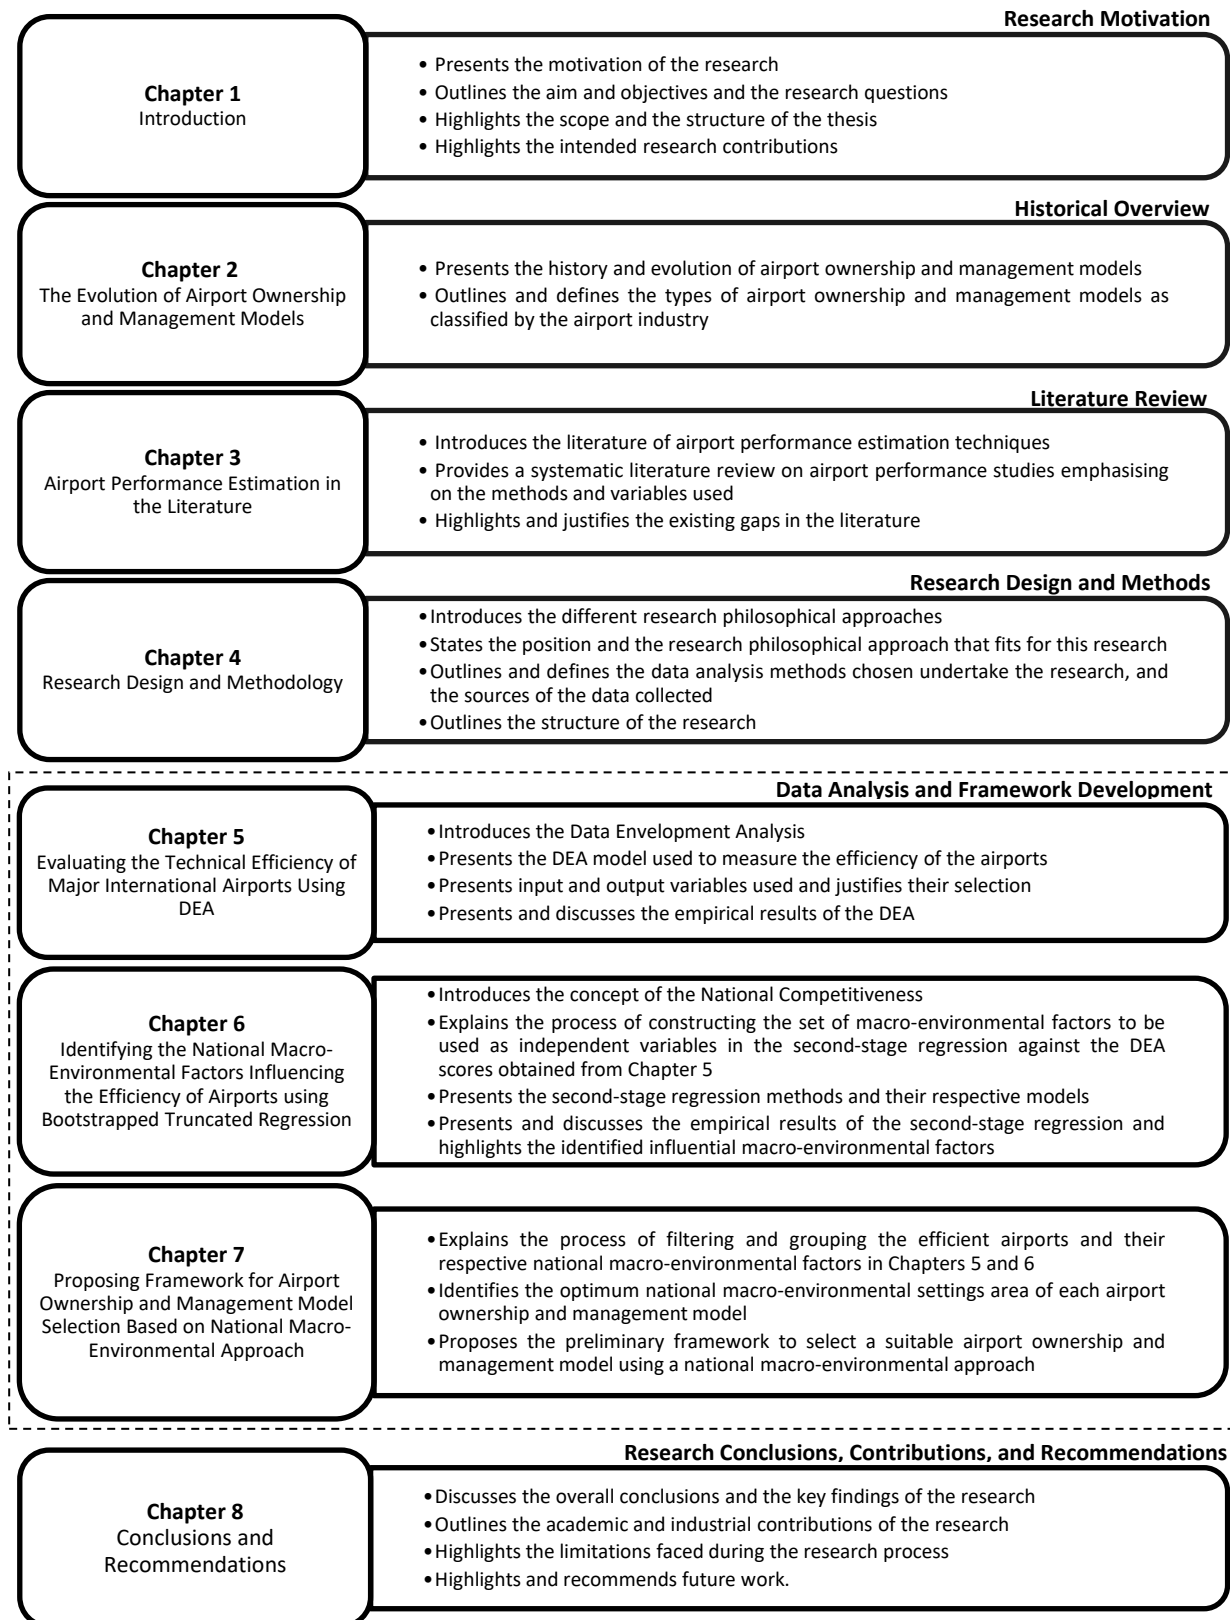 Research Motivation
Chapter 1
Introduction
• Presents the motivation of the research
• Outlines the aim and objectives and the research questions
• Highlights the scope and the structure of the thesis
• Highlights the intended research contributions
Historical Overview
Chapter 2
The Evolution of Airport Ownership
and Management Models
• Presents the history and evolution of airport ownership and management models
• Outlines and defines the types of airport ownership and management models as
classified by the airport industry
Literature Review
Chapter 3
Airport Performance Estimation in
the Literature
• Introduces the literature of airport performance estimation techniques
• Provides a systematic literature review on airport performance studies emphasising
on the methods and variables used
• Highlights and justifies the existing gaps in the literature
Research Design and Methods
Chapter 4
Research Design and Methodology
• Introduces the different research philosophical approaches
• States the position and the research philosophical approach that fits for this research
• Outlines and defines the data analysis methods chosen undertake the research, and
the sources of the data collected
• Outlines the structure of the research
Data Analysis and Framework Development
Chapter 5
Evaluating the Technical Efficiency of
Major International Airports Using
DEA
• Introduces the Data Envelopment Analysis
• Presents the DEA model used to measure the efficiency of the airports
• Presents input and output variables used and justifies their selection
• Presents and discusses the empirical results of the DEA
Chapter 6
Identifying the National Macro-
Environmental Factors Influencing
the Efficiency of Airports using
Bootstrapped Truncated Regression
• Introduces the concept of the National Competitiveness
• Explains the process of constructing the set of macro-environmental factors to be
used as independent variables in the second-stage regression against the DEA
scores obtained from Chapter 5
• Presents the second-stage regression methods and their respective models
• Presents and discusses the empirical results of the second-stage regression and
highlights the identified influential macro-environmental factors
Chapter 7
Proposing Framework for Airport
Ownership and Management Model
Selection Based on National Macro-
Environmental Approach
• Explains the process of filtering and grouping the efficient airports and their
respective national macro-environmental factors in Chapters 5 and 6
• Identifies the optimum national macro-environmental settings area of each airport
ownership and management model
• Proposes the preliminary framework to select a suitable airport ownership and
management model using a national macro-environmental approach
Research Conclusions, Contributions, and Recommendations
Chapter 8
Conclusions and
Recommendations
• Discusses the overall conclusions and the key findings of the research
• Outlines the academic and industrial contributions of the research
• Highlights the limitations faced during the research process
• Highlights and recommends future work.